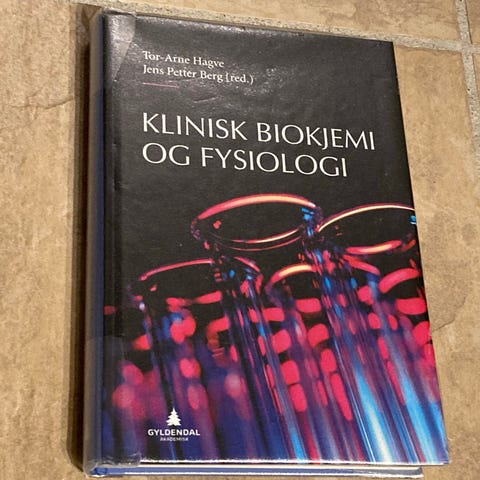 Tor-Arne Hagve
Jens Petter Berg (red.)
KLINISK BIOKJEMI
OG FYSIOLOGI
GYLDENDAL
AKADEMISK